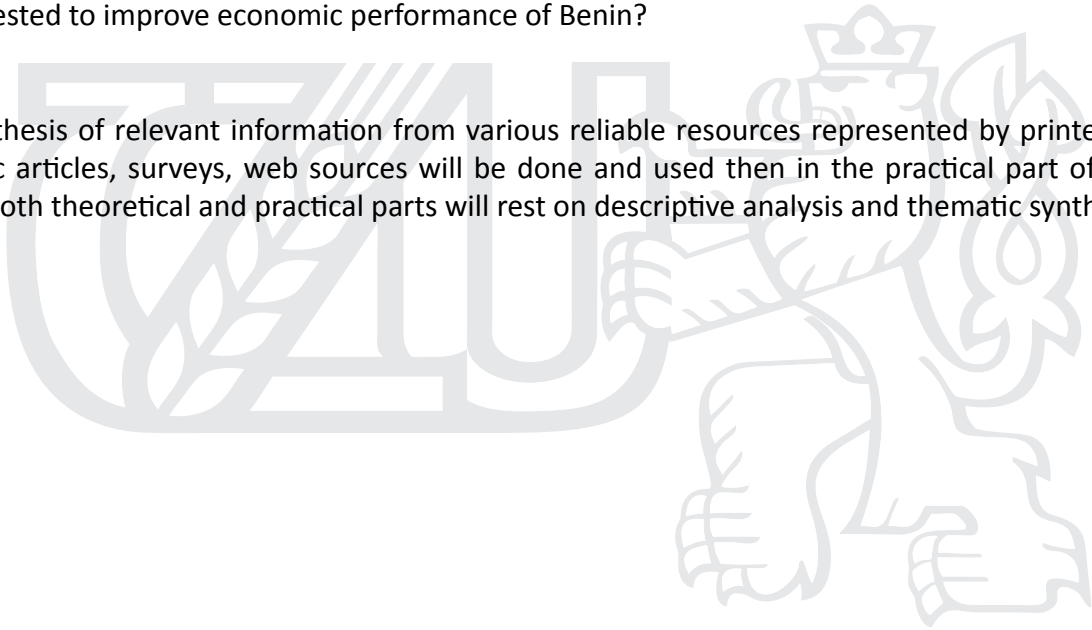 ested to improve economic performance of Benin?
thesis of relevant information from various reliable resources represented by printe
c articles, surveys, web sources will be done and used then in the practical part of
oth theoretical and practical parts will rest on descriptive analysis and thematic synth